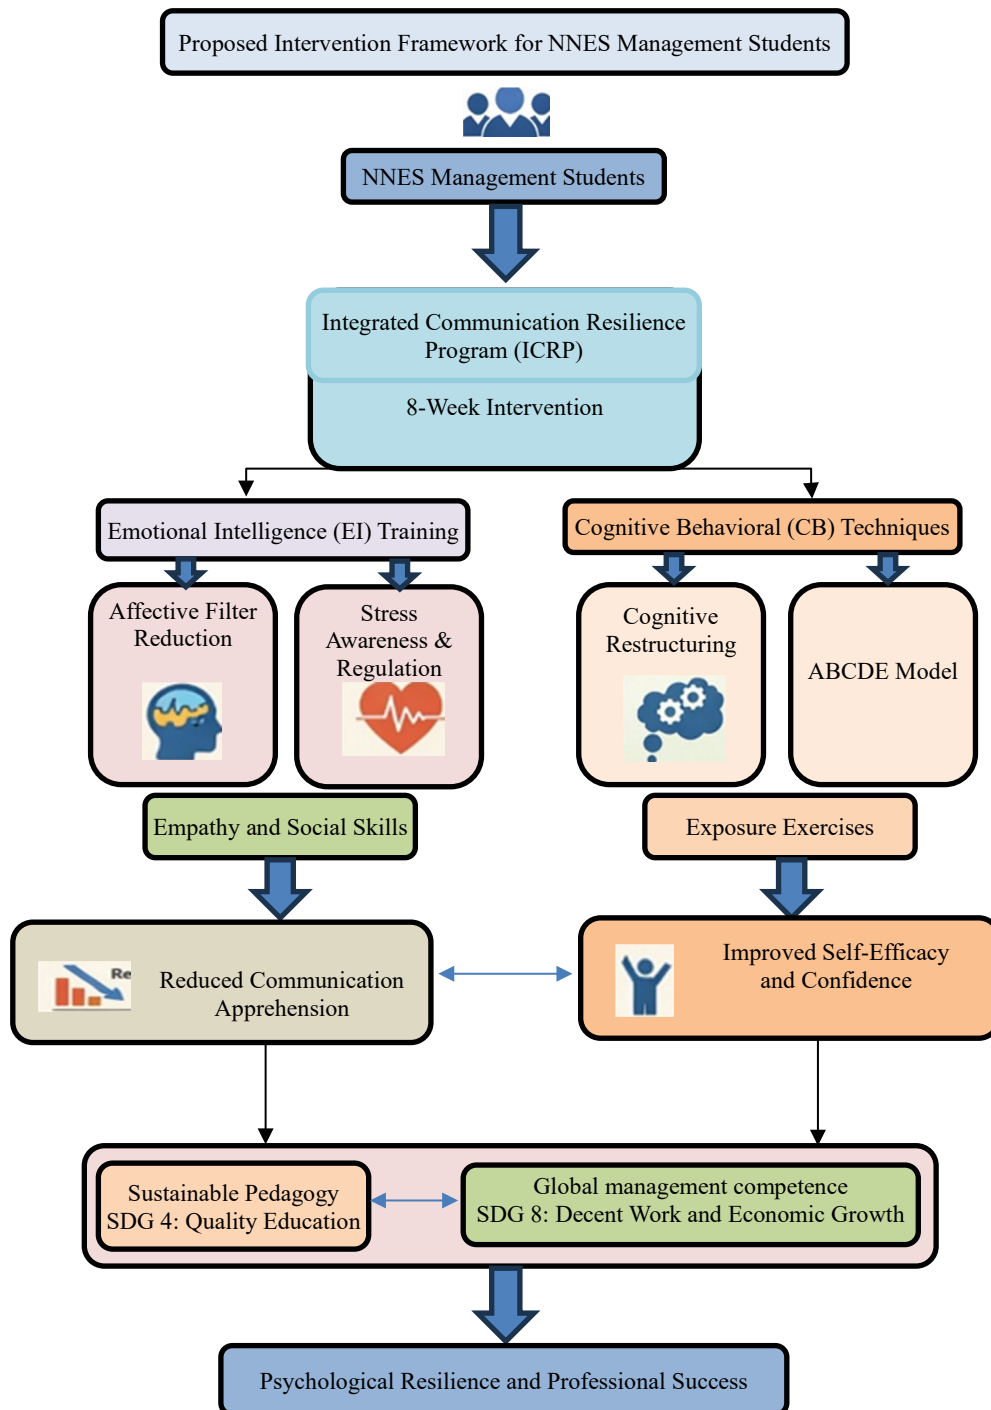 Proposed Intervention Framework for NNES Management Students
NNES Management Students
Integrated Communication Resilience
Program (ICRP)
8-Week Intervention
Emotional Intelligence (EI) Training
Cognitive Behavioral (CB) Techniques
Affective Filter
Reduction
Stress
Awareness &
Regulation
Cognitive
Restructuring
ABCDE Model
Empathy and Social Skills
Exposure Exercises
Re
Reduced Communication
Apprehension
Improved Self-Efficacy
and Confidence
Sustainable Pedagogy
SDG 4: Quality Education
Global management competence
SDG 8: Decent Work and Economic Growth
Psychological Resilience and Professional Success